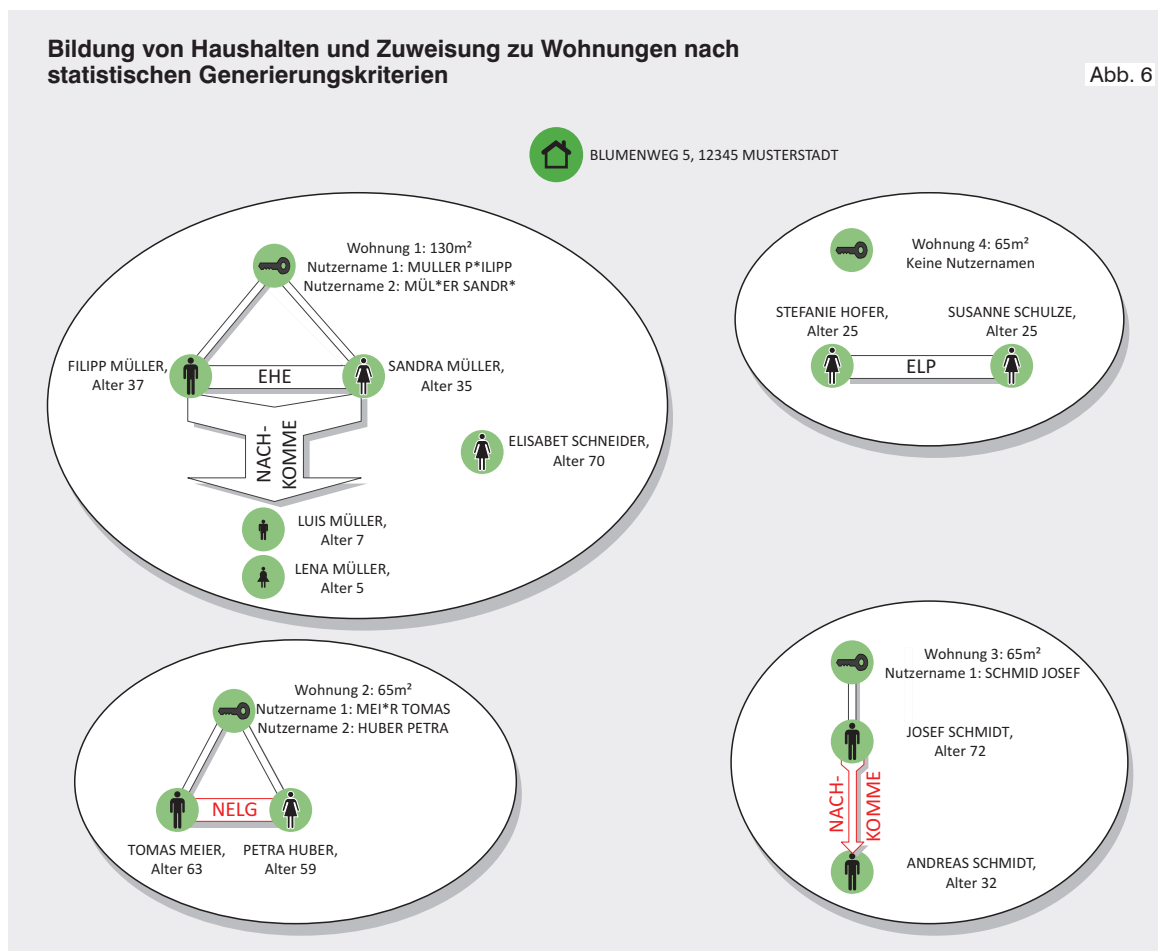 Bildung von Haushalten und Zuweisung zu Wohnungen nach
statistischen Generierungskriterien
Abb. 6
BLUMENWEG 5, 12345 MUSTERSTADT
Wohnung 1: 130m²
Nutzername 1: MULLER P*ILIPP
Nutzername 2: MÜL*ER SANDR*
FILIPP MÜLLER,
Alter 37
EHE
SANDRA MÜLLER,
Alter 35
NACH-
KOMME
ELISABET SCHNEIDER,
Alter 70
LUIS MÜLLER,
Alter 7
LENA MÜLLER,
Alter 5
Wohnung 4: 65m²
Keine Nutzernamen
STEFANIE HOFER,
Alter 25
SUSANNE SCHULZE,
Alter 25
ELP
Wohnung 2: 65m²
Nutzername 1: MEI*R TOMAS
Nutzername 2: HUBER PETRA
NELG
TOMAS MEIER,
Alter 63
PETRA HUBER,
Alter 59
Wohnung 3: 65m²
Nutzername 1: SCHMID JOSEF
JOSEF SCHMIDT,
Alter 72
NACH-
KOMME
ANDREAS SCHMIDT,
Alter 32